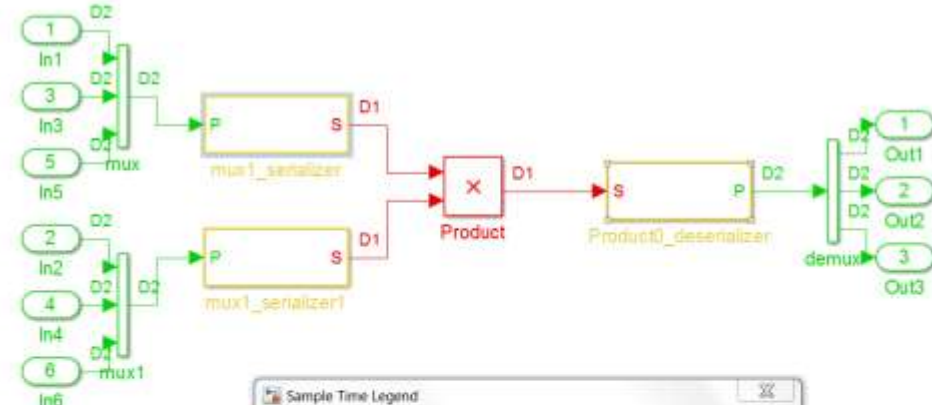 D2
1
In1
D2
D2
3
In3
D2
5
In5
mux
P
S
D1
mux1_serializer
D2
2
In2
D2
D2
4
In4
D2
6
In6
mux1
P
S
D1
mux1_serializer1
×
Product
D1
S
P
D2
Product0_deserializer
demux
D2
1
Out1
D2
2
Out2
D2
3
Out3
Sample Time Legend